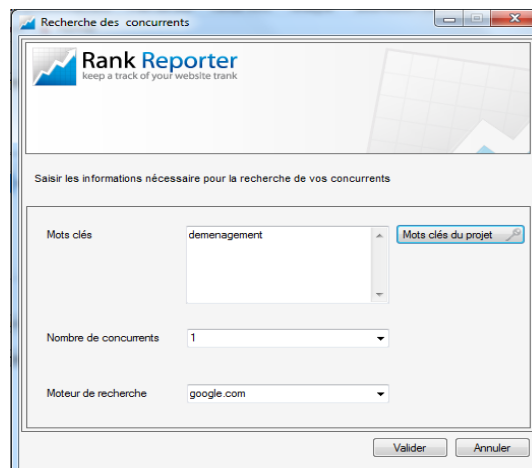 Recherche des concurrents
Rank Reporter
keep a track of your website trank
Saisir les informations nécessaire pour la recherche de vos concurrents
Mots clés
demenagement
Mots clés du projet
Nombre de concurrents
1
Moteur de recherche
google.com
Valider
Annuler